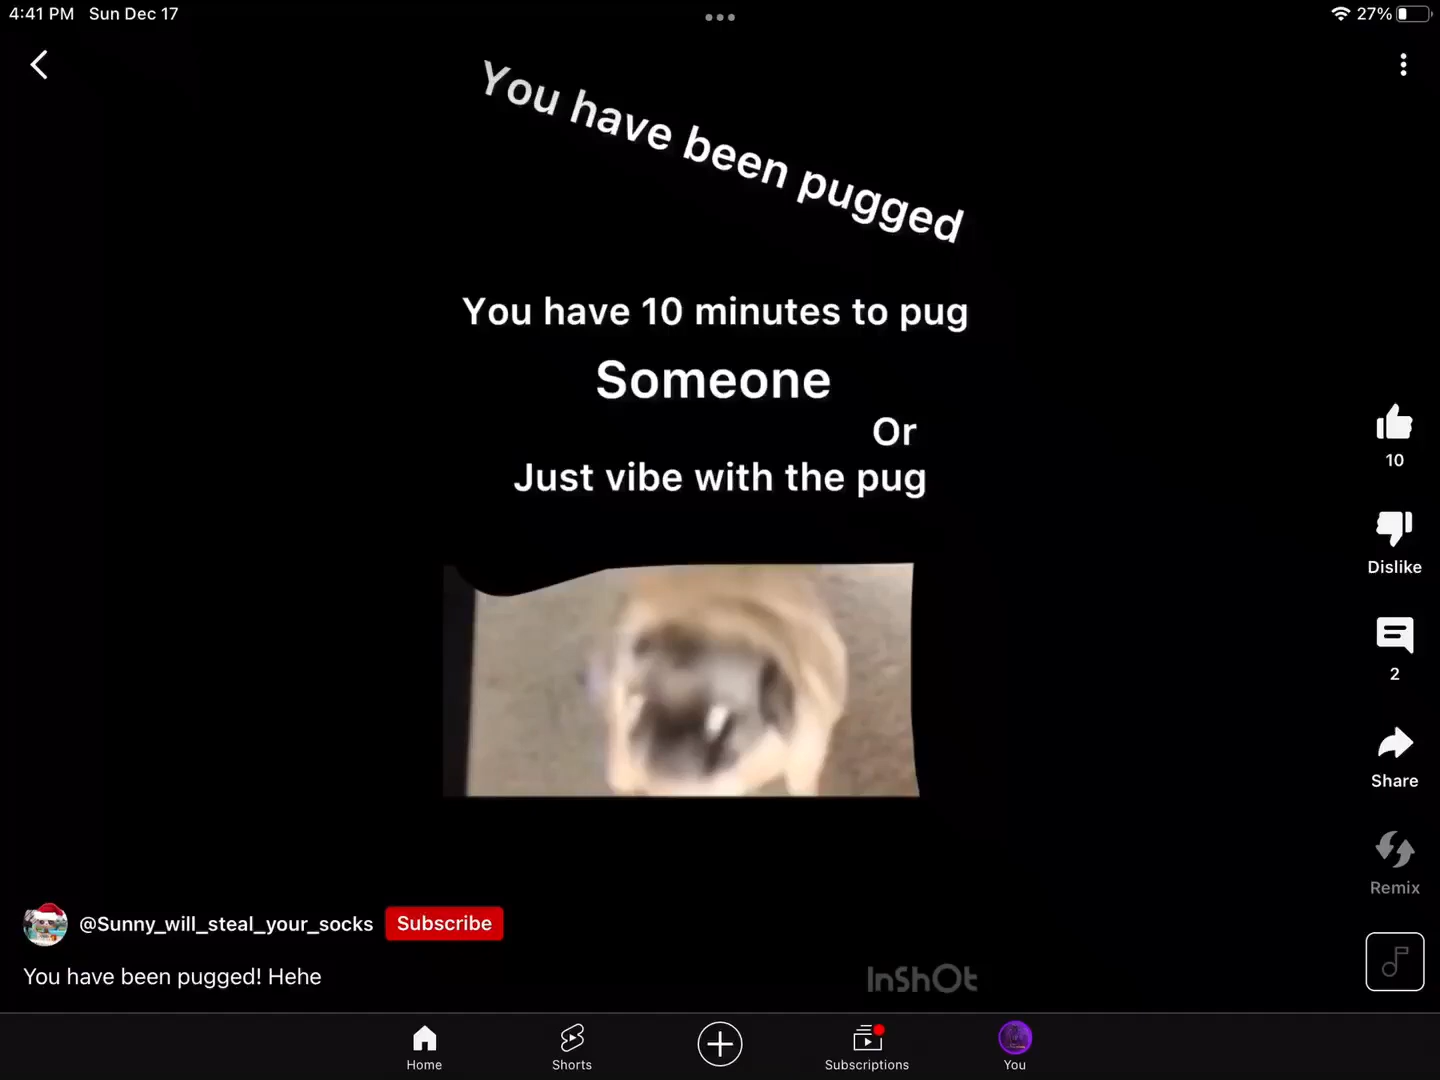 4:41 PM Sun Dec 17
27%
You have been pugged
You have 10 minutes to pug
Someone
Or
Just vibe with the pug
10
Dislike
2
Share
Remix
@Sunny_will_steal_your_socks Subscribe
You have been pugged! Hehe
InShOt
Home Shorts Subscriptions You